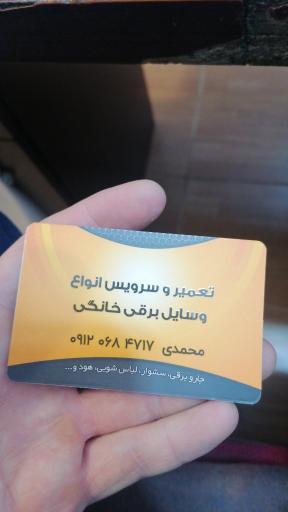 تعمیر و سرویس انواع
وسایل برقی خانگی
محمدی ۰۹۱۲ ۰۶۸ ۴۷۱۷
جارو برقی، سشوار، لباس شویی، هود و...